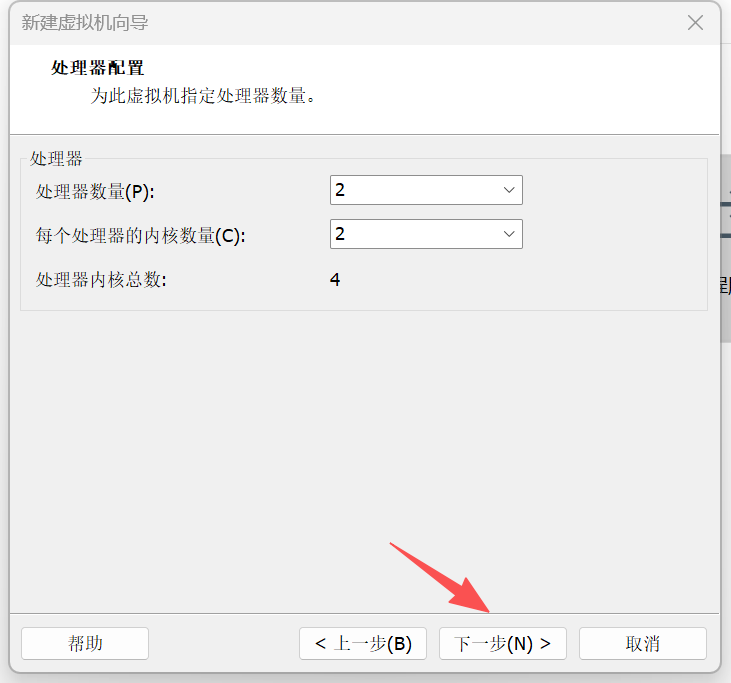 新建虚拟机向导
处理器配置
为此虚拟机指定处理器数量。
处理器
处理器数量(P): 2
每个处理器的内核数量(C): 2
处理器内核总数: 4
帮助 < 上一步(B) 下一步(N) > 取消